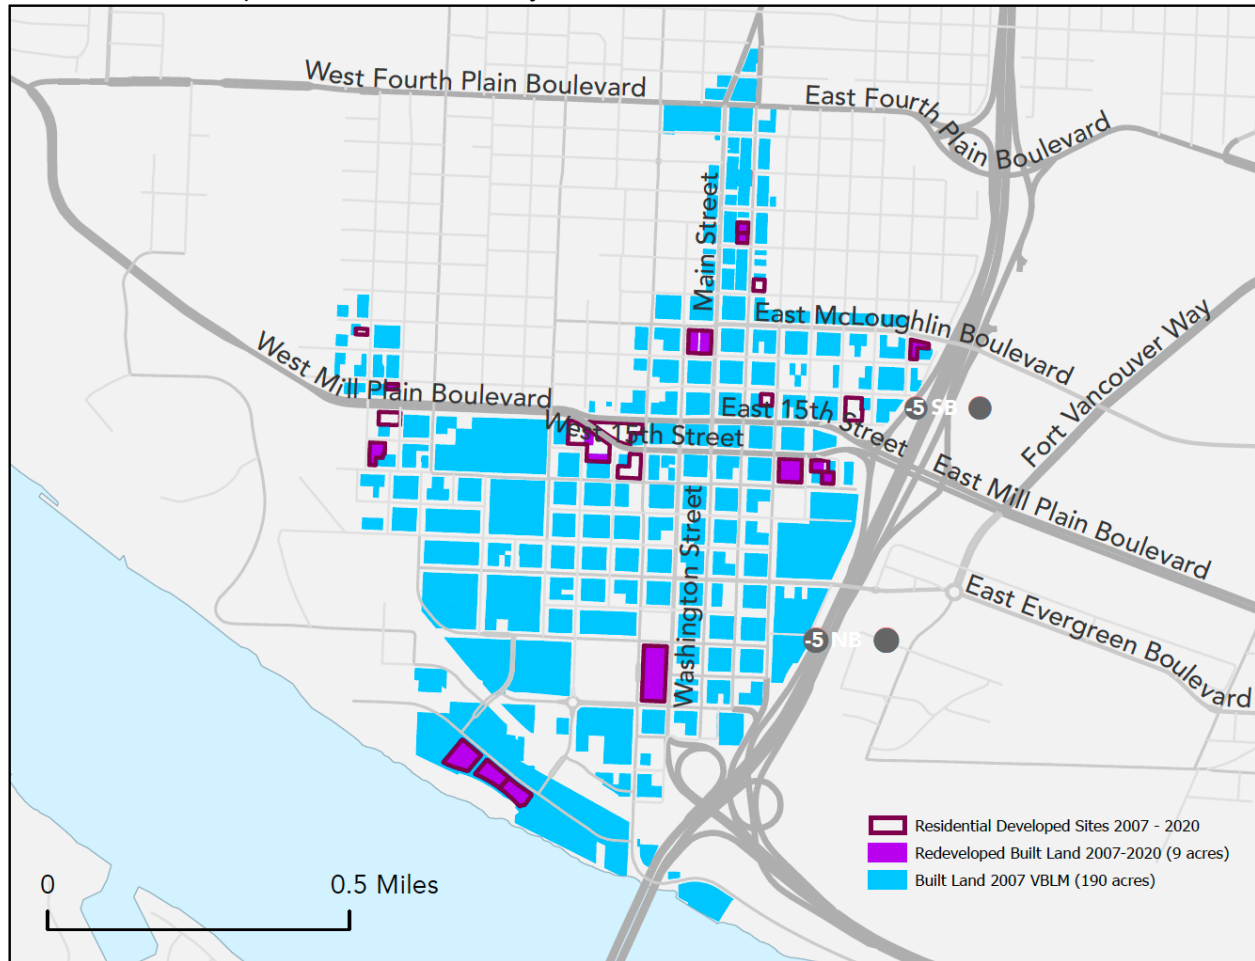 West Fourth Plain Boulevard
East Fourth Plain Boulevard
Main Street
East McLoughlin Boulevard
Fort Vancouver Way
West Mill Plain Boulevard
East 15th Street
-5 SB
West 15th Street
East Mill Plain Boulevard
Washington Street
East Evergreen Boulevard
-5 NB
Residential Developed Sites 2007 - 2020
Redeveloped Built Land 2007-2020 (9 acres)
Built Land 2007 VBLM (190 acres)
0 0.5 Miles